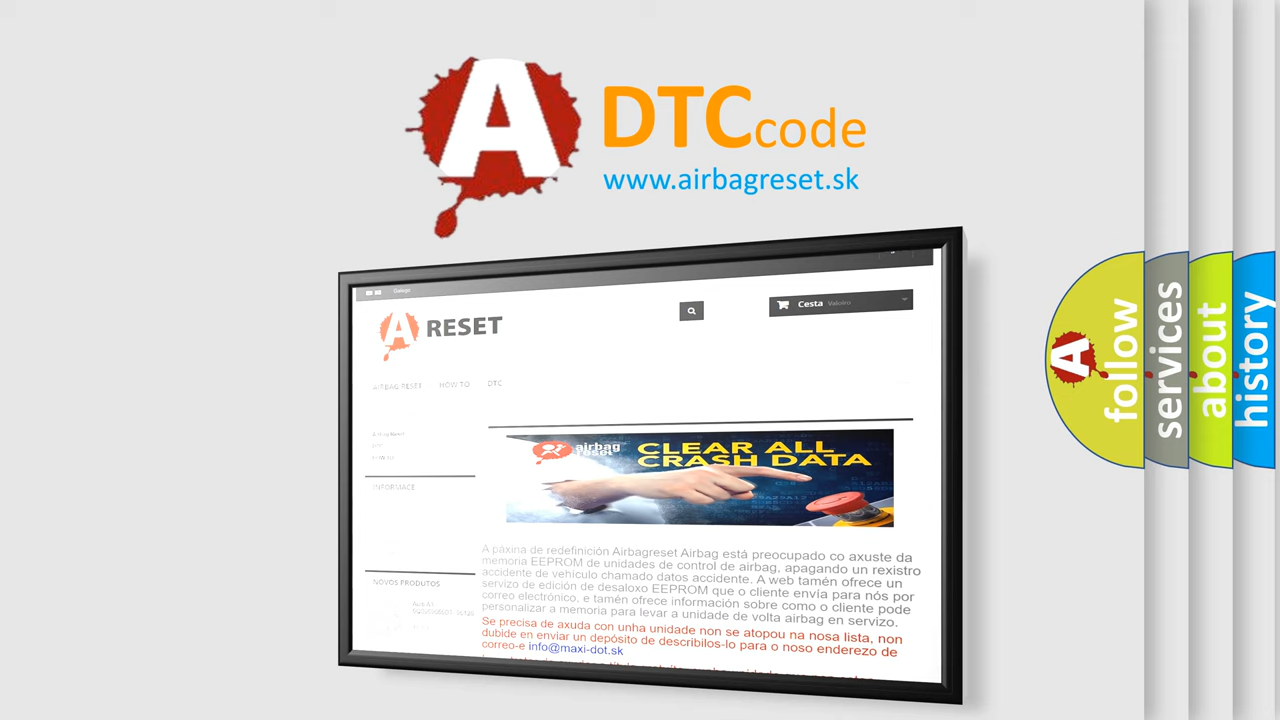 A
DTCcode
www.airbagreset.sk
Galego
A RESET
Cesta Valeiro
AIRBAG RESET HOW TO DTC
INFORMACE
airbag
reset
CLEAR ALL
CRASH DATA
A páxina de redefinición Airbagreset Airbag está preocupado co axuste da
memoria EEPROM de unidades de control de airbag, apagando un rexistro
accidente de vehículo chamado datos accidente. A web tamén ofrece un
servizo de edición de desaloxo EEPROM que o cliente envía para nós por
correo electrónico, e tamén ofrece información sobre como o cliente pode
personalizar a memoria para levar a unidade de volta airbag en servizo.
Se precisa de axuda con unha unidade non se atopou na nosa lista, non
dubide en enviar un depósito de describilos-lo para o noso enderezo de
correo-e info@maxi-dot.sk
NOVOS PRODUTOS
A
follow
services
about
history